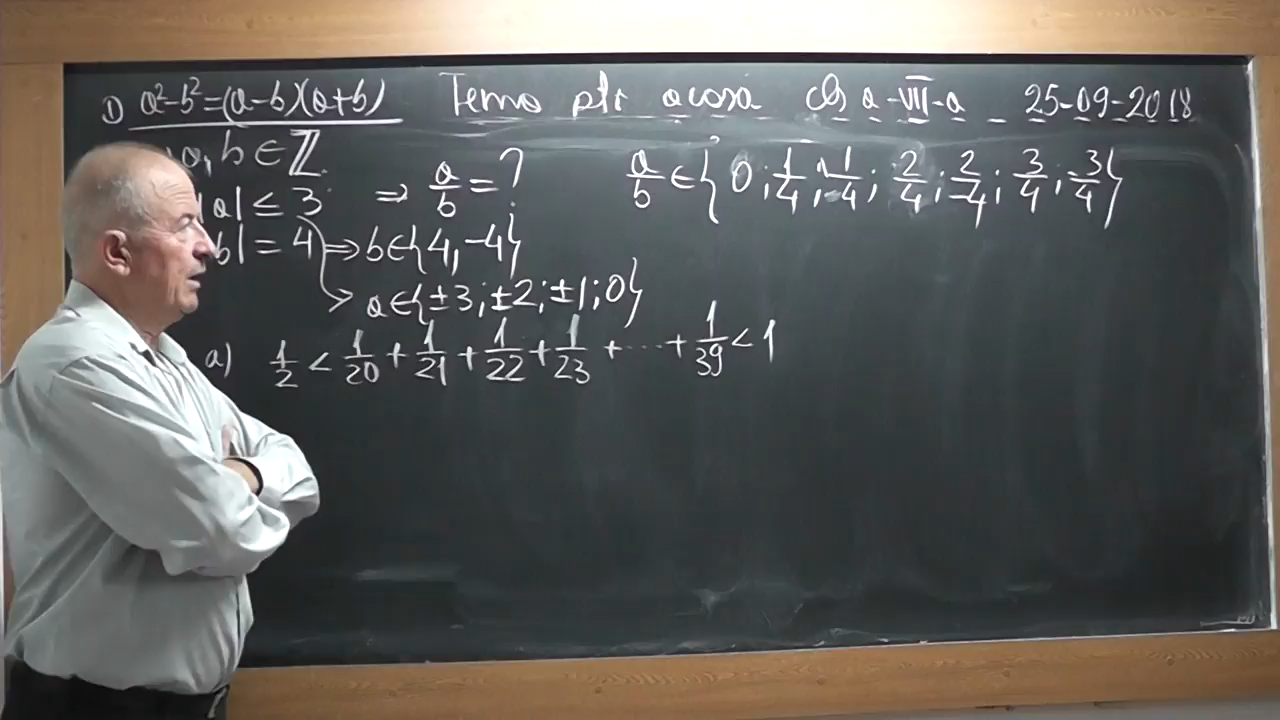 1) a²-b²=(a-b)(a+b) Tema ptr acasă cls a-VII-a 25-09-2018
a, b ∈ ℤ
|a| ≤ 3 ⇒ a/b = ? a/b ∈ { 0 ; 1/4 ; -1/4 ; 2/4 ; 2/-4 ; 3/4 ; -3/4 }
|b| = 4 ⇒ b∈{4, -4}
a ∈{±3; ±2; ±1; 0}
a) 1/2 < 1/20 + 1/21 + 1/22 + 1/23 + ... + 1/39 < 1